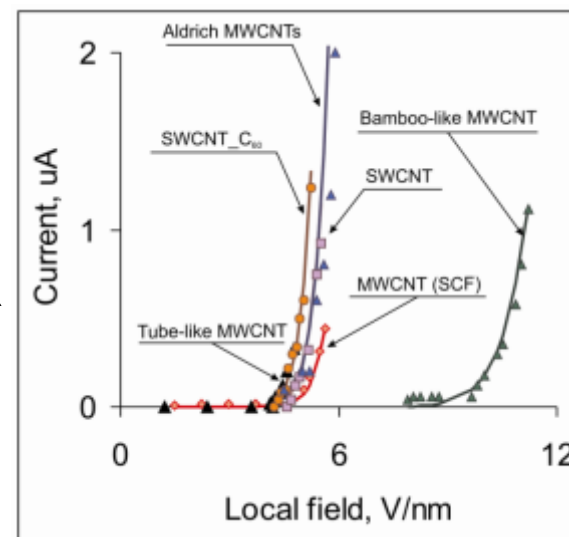 Aldrich MWCNTs
2
Bamboo-like MWCNT
SWCNT_C₆₀
SWCNT
1
MWCNT (SCF)
Tube-like MWCNT
0
0
6
12
Current, uA
Local field, V/nm